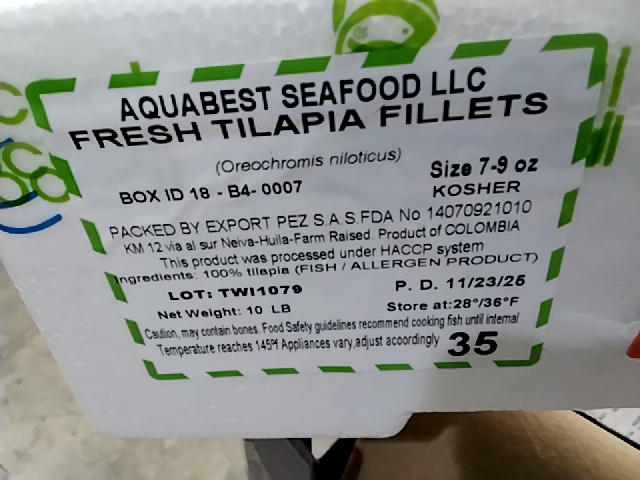 AQUABEST SEAFOOD LLC
FRESH TILAPIA FILLETS
(Oreochromis niloticus)
Size 7-9 oz
BOX ID 18 - B4- 0007
KOSHER
PACKED BY EXPORT PEZ S.A.S.FDA No 14070921010
KM 12 via al sur Neiva-Huila-Farm Raised. Product of COLOMBIA
This product was processed under HACCP system
Ingredients: 100% tilapia (FISH / ALLERGEN PRODUCT)
LOT: TWI1079
P. D. 11/23/25
Net Weight: 10 LB
Store at:28°/36°F
Caution, may contain bones. Food Safety guidelines recommend cooking fish until internal
Temperature reaches 145ºf Appliances vary,adjust acoordingly
35